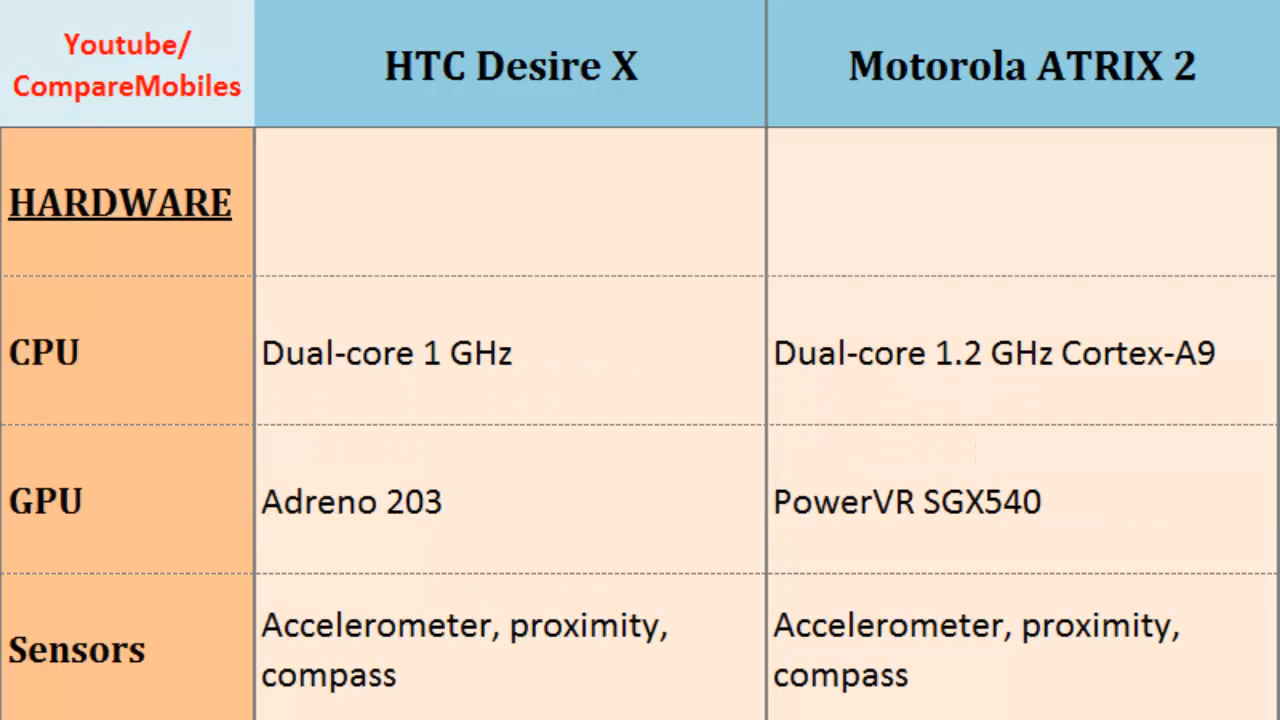 Youtube/
CompareMobiles
HTC Desire X
Motorola ATRIX 2
HARDWARE
CPU
Dual-core 1 GHz
Dual-core 1.2 GHz Cortex-A9
GPU
Adreno 203
PowerVR SGX540
Sensors
Accelerometer, proximity,
compass
Accelerometer, proximity,
compass